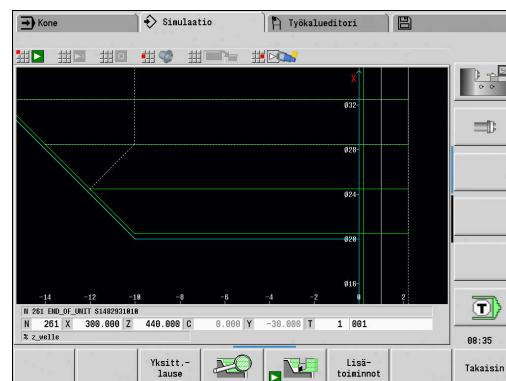 Kone
Simulaatio
Työkalueditori
X
Ø32
Ø28
Ø24
Ø20
Ø16
-14 -12 -10 -8 -6 -4 -2 0 2
N 261 END_OF_UNIT S1482931010
N 261 X 300.000 Z 440.000 C 0.000 Y -30.000 T 1 001
% z_welle
T
08:35
Yksitt.-
lause
Lisä-
toiminnot
Takaisin